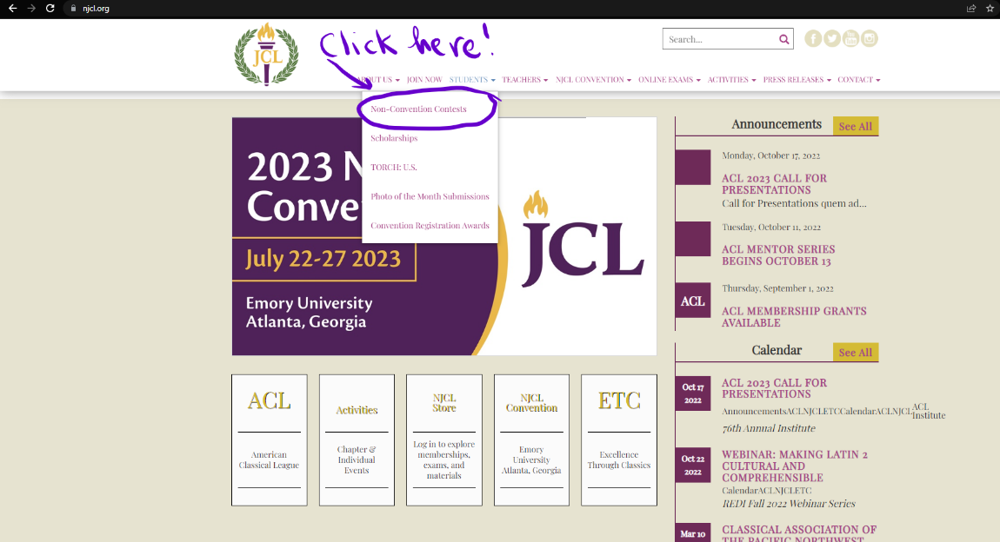 njcl.org
JCL
Click here!
Search...
ABOUT US JOIN NOW STUDENTS TEACHERS NJCL CONVENTION ONLINE EXAMS ACTIVITIES PRESS RELEASES CONTACT
Non-Convention Contests
Scholarships
TORCH: U.S.
Photo of the Month Submissions
Convention Registration Awards
2023 N
Conve
July 22-27 2023
Emory University
Atlanta, Georgia
JCL
ACL
American
Classical League
Activities
Chapter &
Individual
Events
NJCL
Store
Log in to explore
memberships,
exams, and
materials
NJCL
Convention
Emory
University
Atlanta, Georgia
ETC
Excellence
Through Classics
Announcements See All
Monday, October 17, 2022
ACL 2023 CALL FOR
PRESENTATIONS
Call for Presentations quem ad...
Tuesday, October 11, 2022
ACL MENTOR SERIES
BEGINS OCTOBER 13
ACL
Thursday, September 1, 2022
ACL MEMBERSHIP GRANTS
AVAILABLE
Calendar See All
Oct 17
2022
ACL 2023 CALL FOR
PRESENTATIONS
AnnouncementsACLNJCLETCCalendarACLNJCL
ACL
Institute
76th Annual Institute
Oct 22
2022
WEBINAR: MAKING LATIN 2
CULTURAL AND
COMPREHENSIBLE
CalendarACLNJCLETC
REDI Fall 2022 Webinar Series
Mar 10
CLASSICAL ASSOCIATION OF
THE PACIFIC NORTHWEST